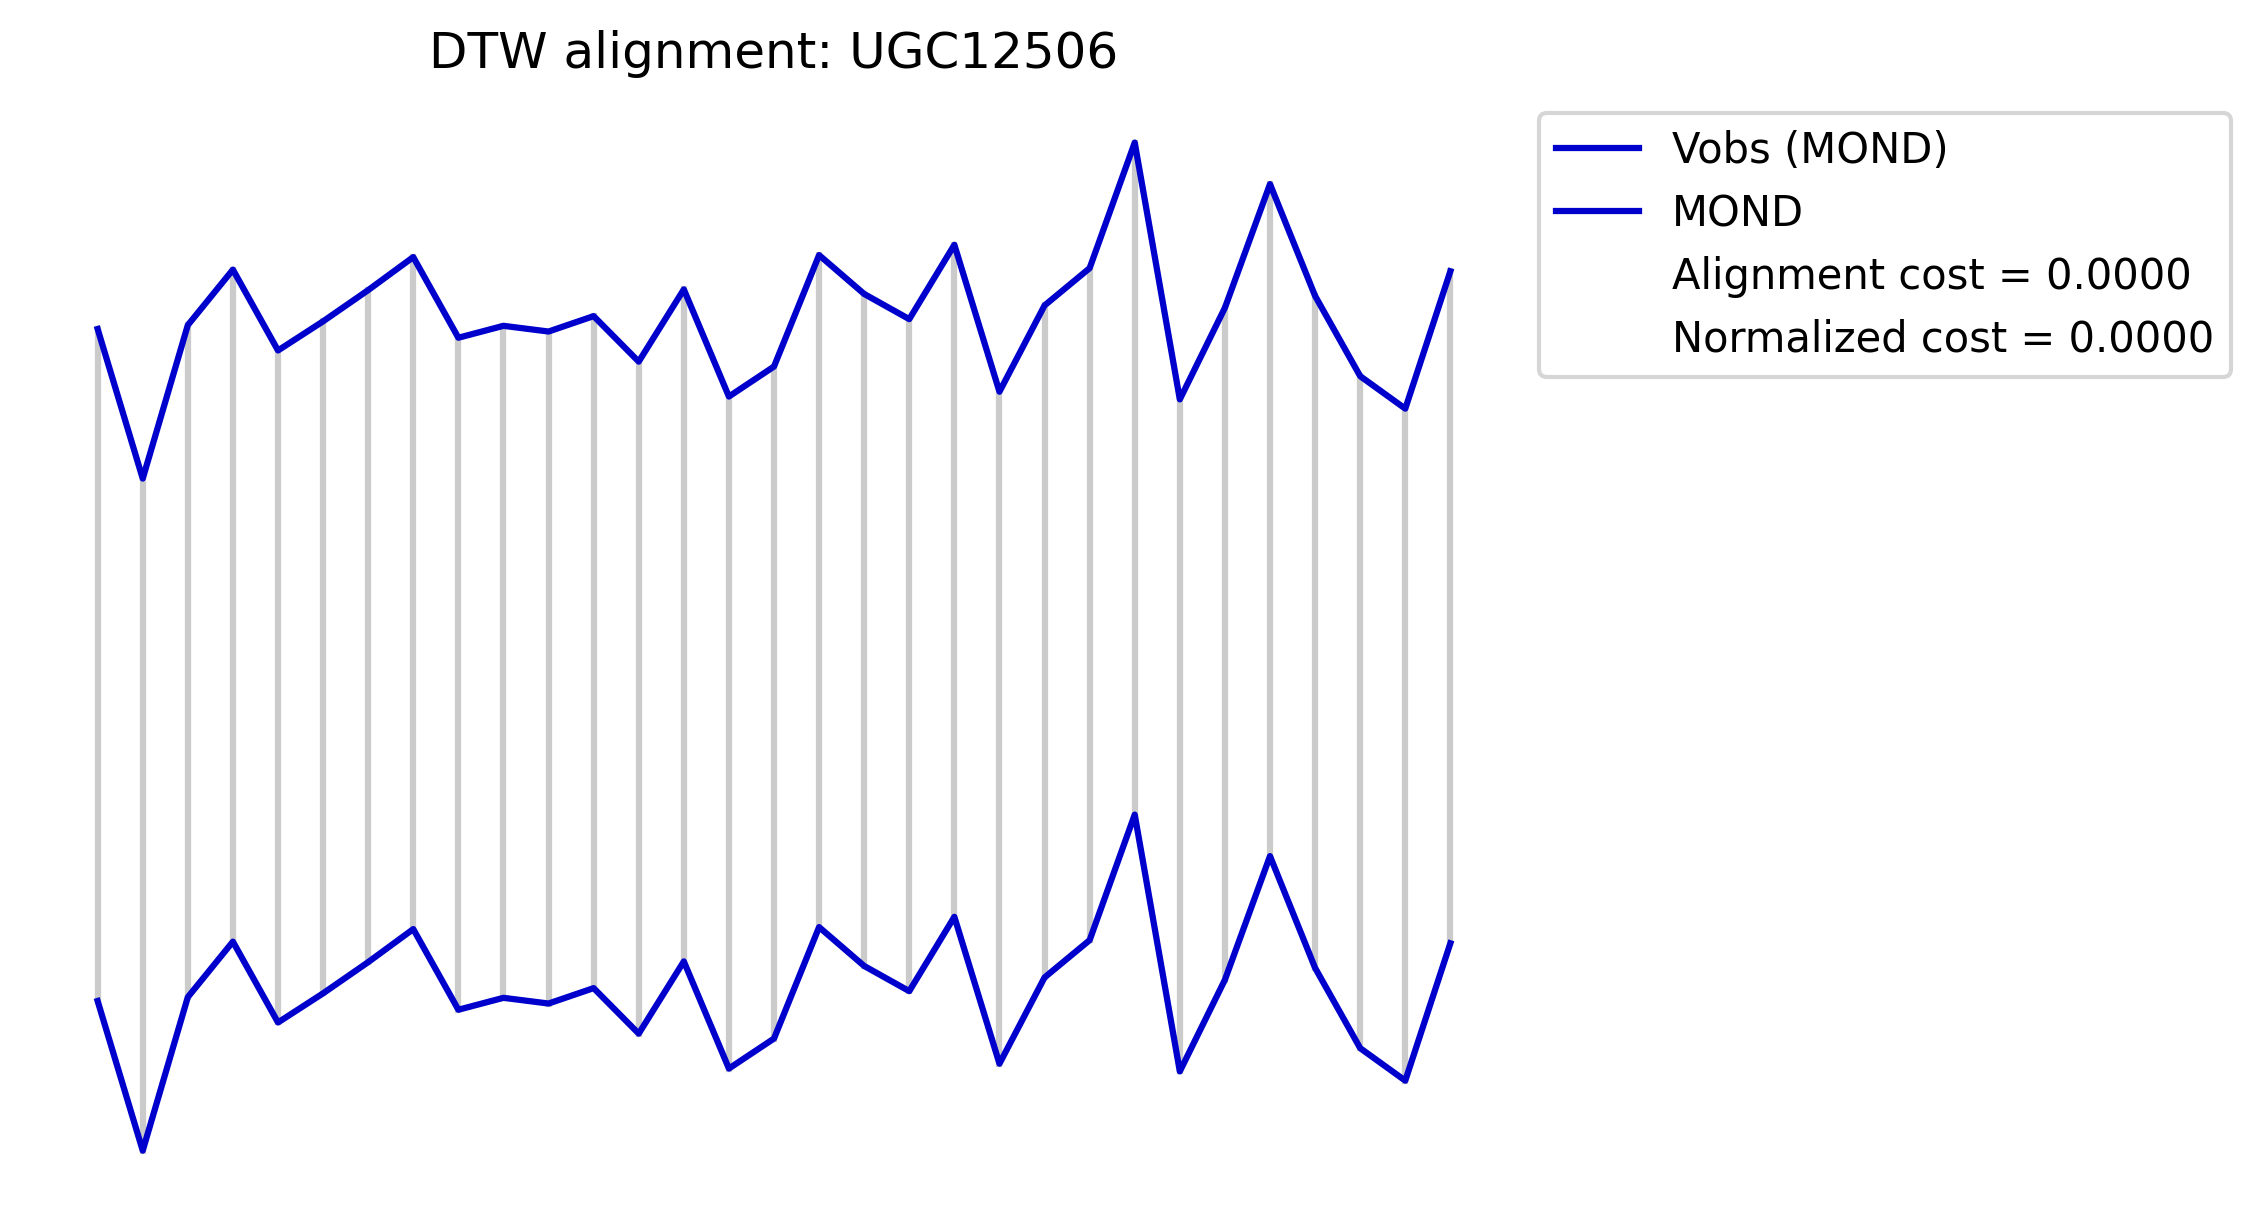 DTW alignment: UGC12506
Vobs (MOND)
MOND
Alignment cost = 0.0000
Normalized cost = 0.0000